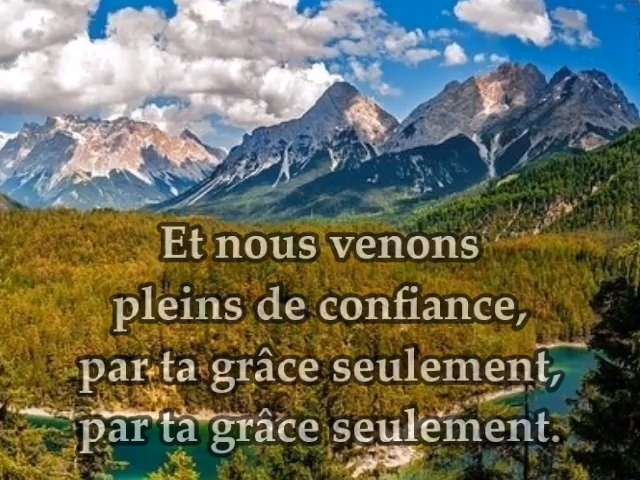 Et nous venons
pleins de confiance,
par ta grâce seulement,
par ta grâce seulement.